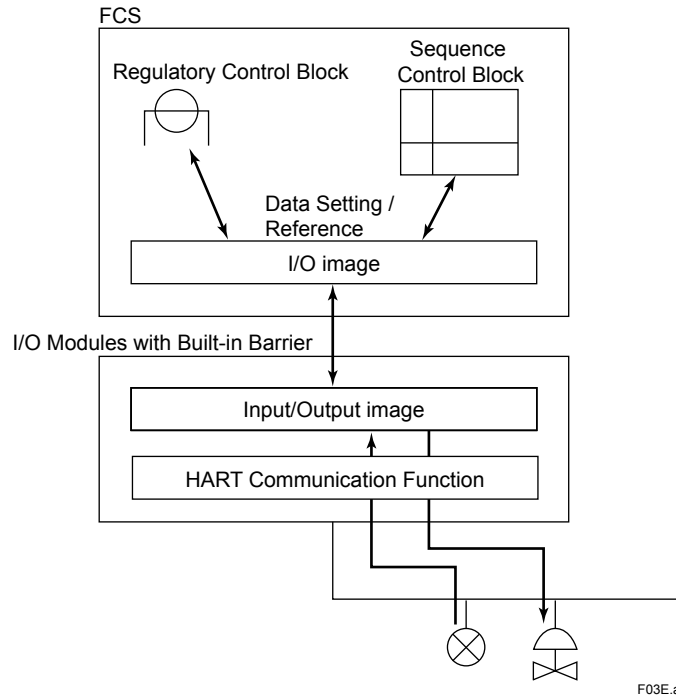 FCS
Regulatory Control Block
Sequence
Control Block
Data Setting /
Reference
I/O image
I/O Modules with Built-in Barrier
Input/Output image
HART Communication Function